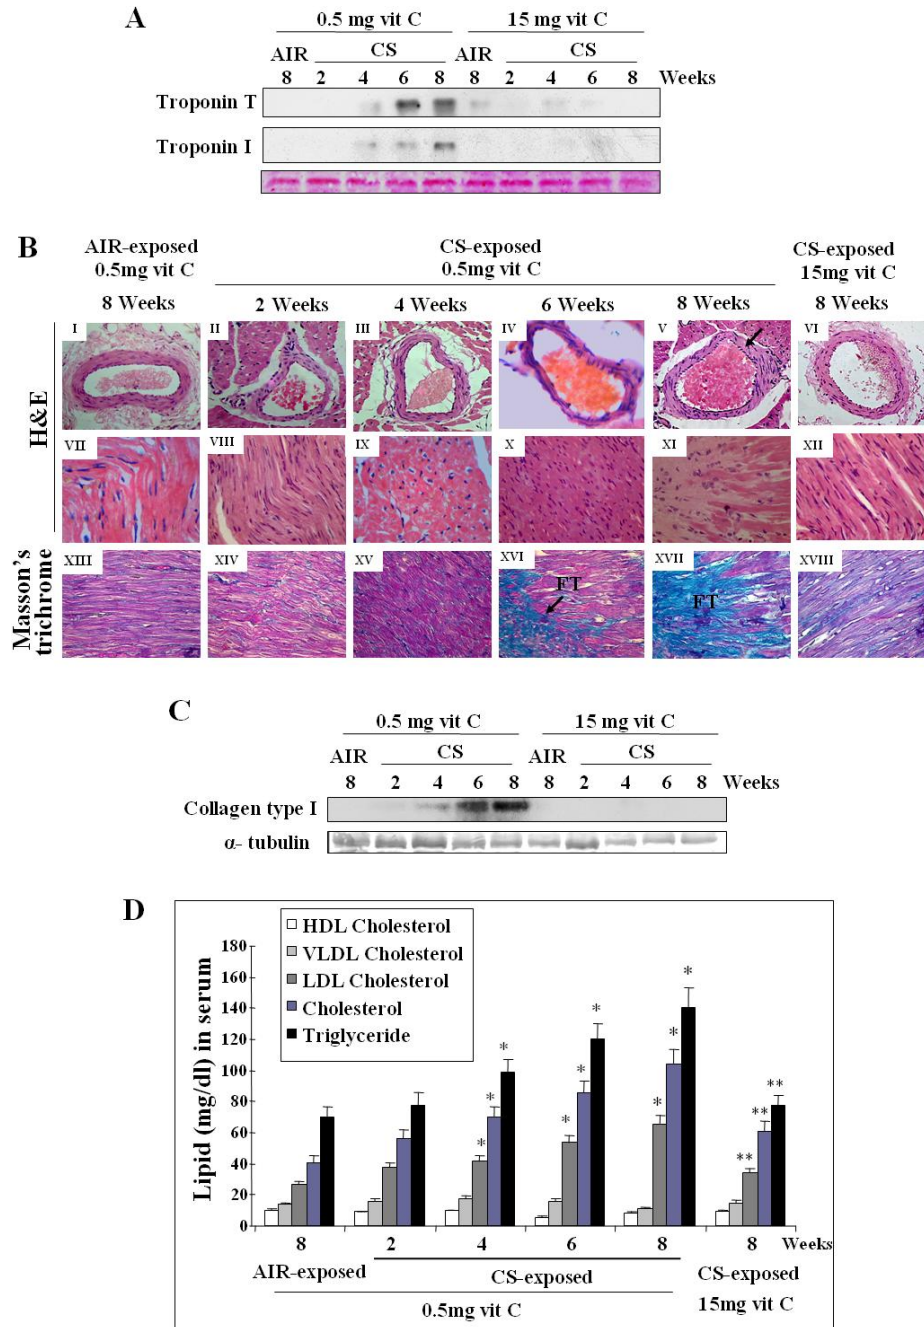 A
0.5 mg vit C 15 mg vit C
AIR CS AIR CS
8 2 4 6 8 8 2 4 6 8 Weeks
Troponin T
Troponin I
B
AIR-exposed CS-exposed CS-exposed
0.5mg vit C 0.5mg vit C 15mg vit C
8 Weeks 2 Weeks 4 Weeks 6 Weeks 8 Weeks 8 Weeks
H&E
I II III IV V VI
VII VIII IX X XI XII
Masson's
trichrome
XIII XIV XV XVI XVII XVIII
FT FT
C
0.5 mg vit C 15 mg vit C
AIR CS AIR CS
8 2 4 6 8 8 2 4 6 8 Weeks
Collagen type I
α- tubulin
D
HDL Cholesterol
VLDL Cholesterol
LDL Cholesterol
Cholesterol
Triglyceride
Lipid (mg/dl) in serum
180
160
140
120
100
80
60
40
20
0
* * * * * * * * * ** ** **
8 2 4 6 8 8 Weeks
AIR-exposed CS-exposed CS-exposed
0.5mg vit C 15mg vit C